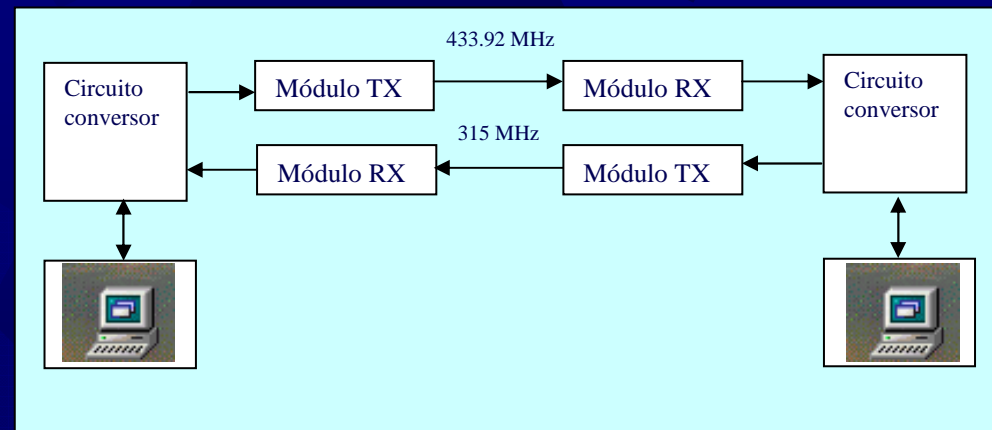 433.92 MHz
Circuito
conversor
Módulo TX
Módulo RX
Circuito
conversor
315 MHz
Módulo RX
Módulo TX